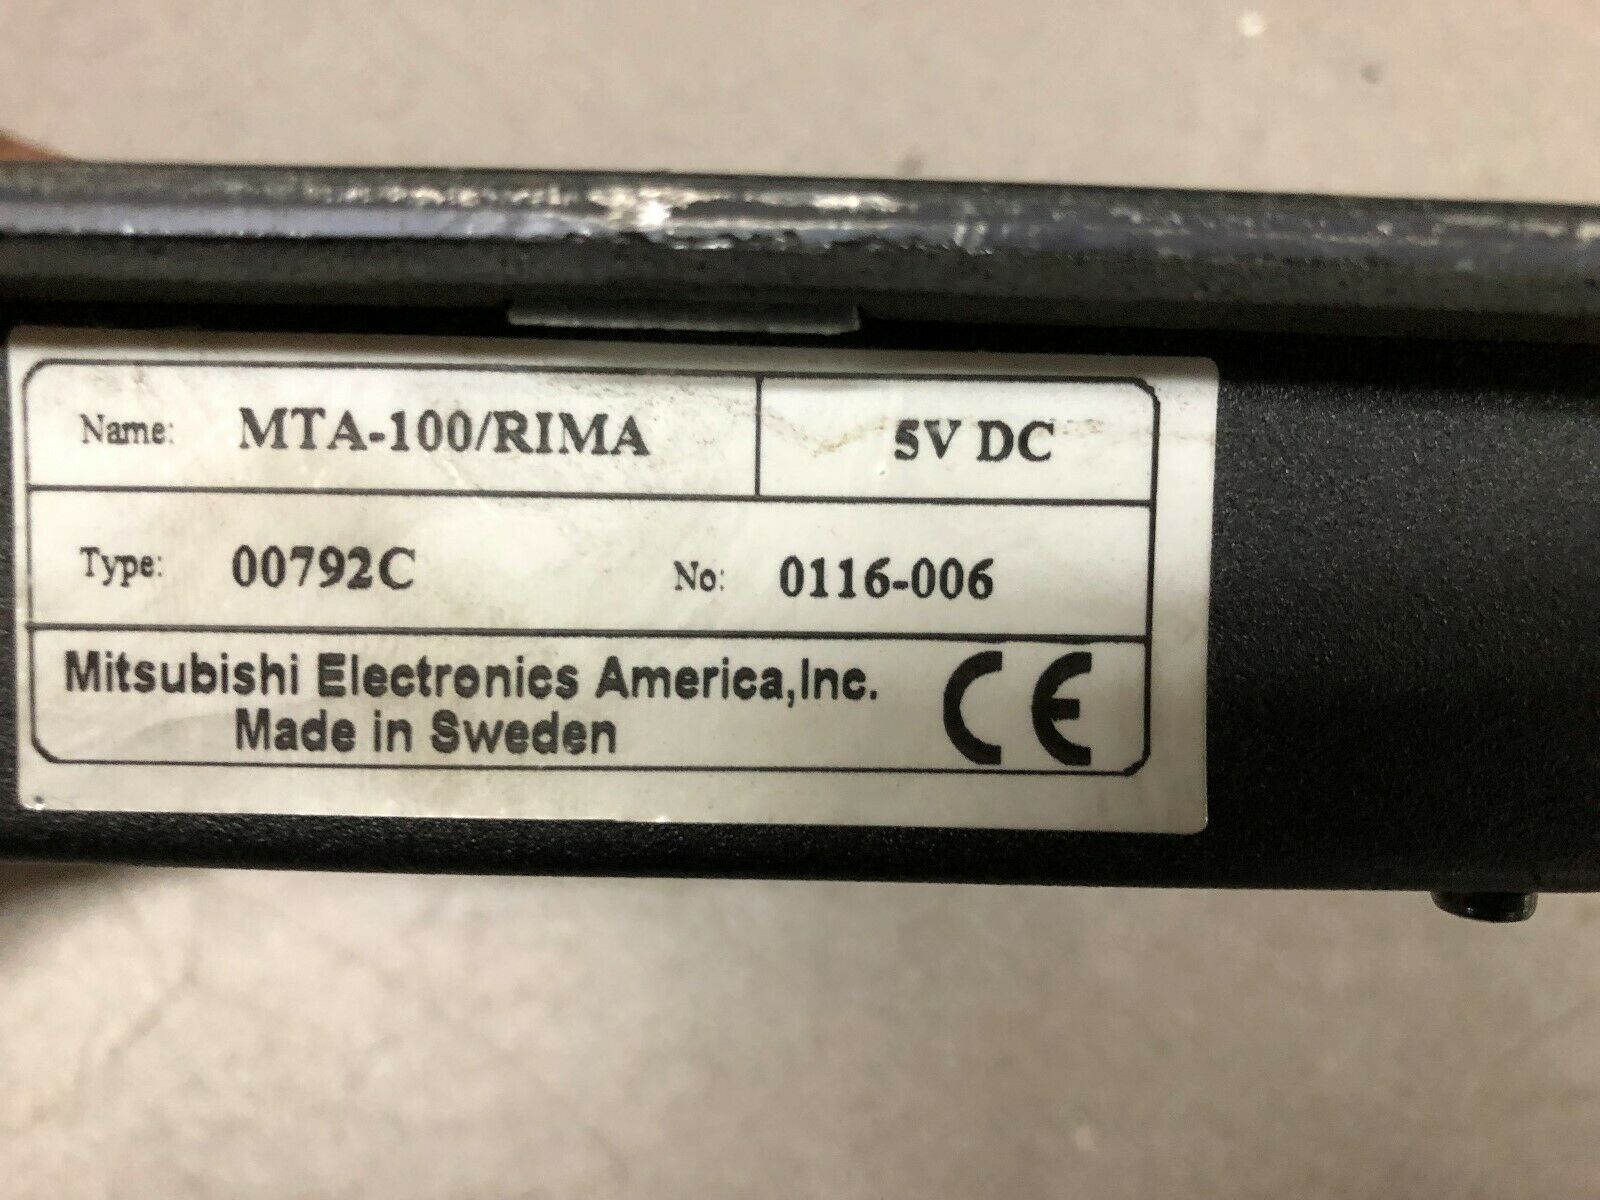 Name: MTA-100/RIMA 5V DC
Type: 00792C No: 0116-006
Mitsubishi Electronics America,Inc. CE
Made in Sweden